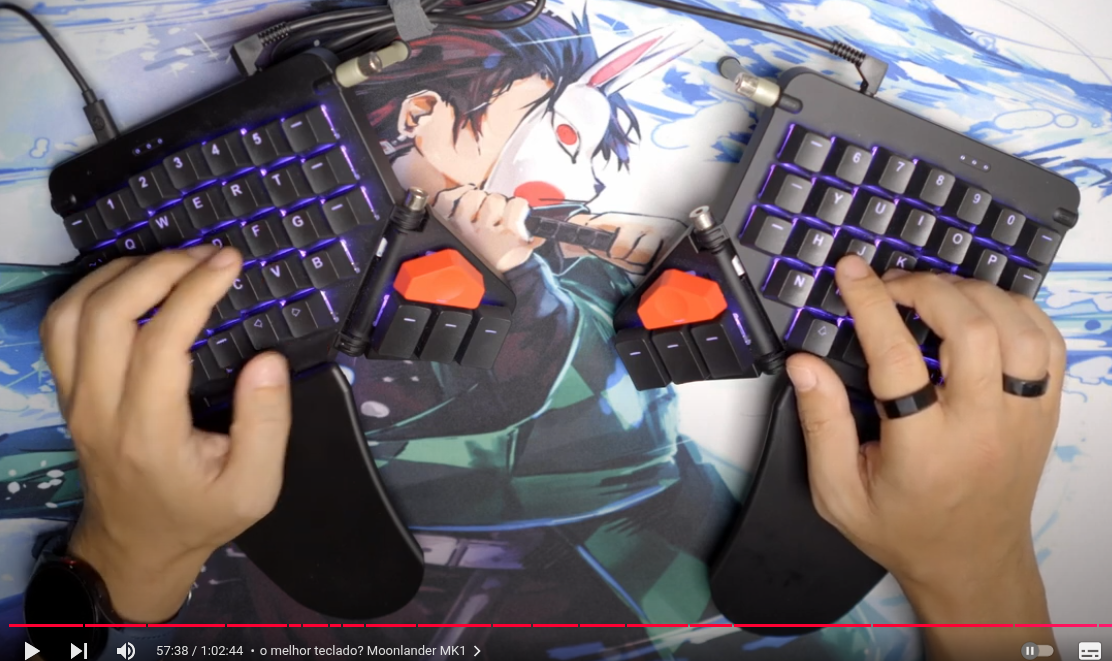 1 2 3 4 5 −
Q W E R T −
D F G −
C V B
− 6 7 8 9 0 −
− Y U I O P −
− H J K
N
57:38 / 1:02:44 • o melhor teclado? Moonlander MK1